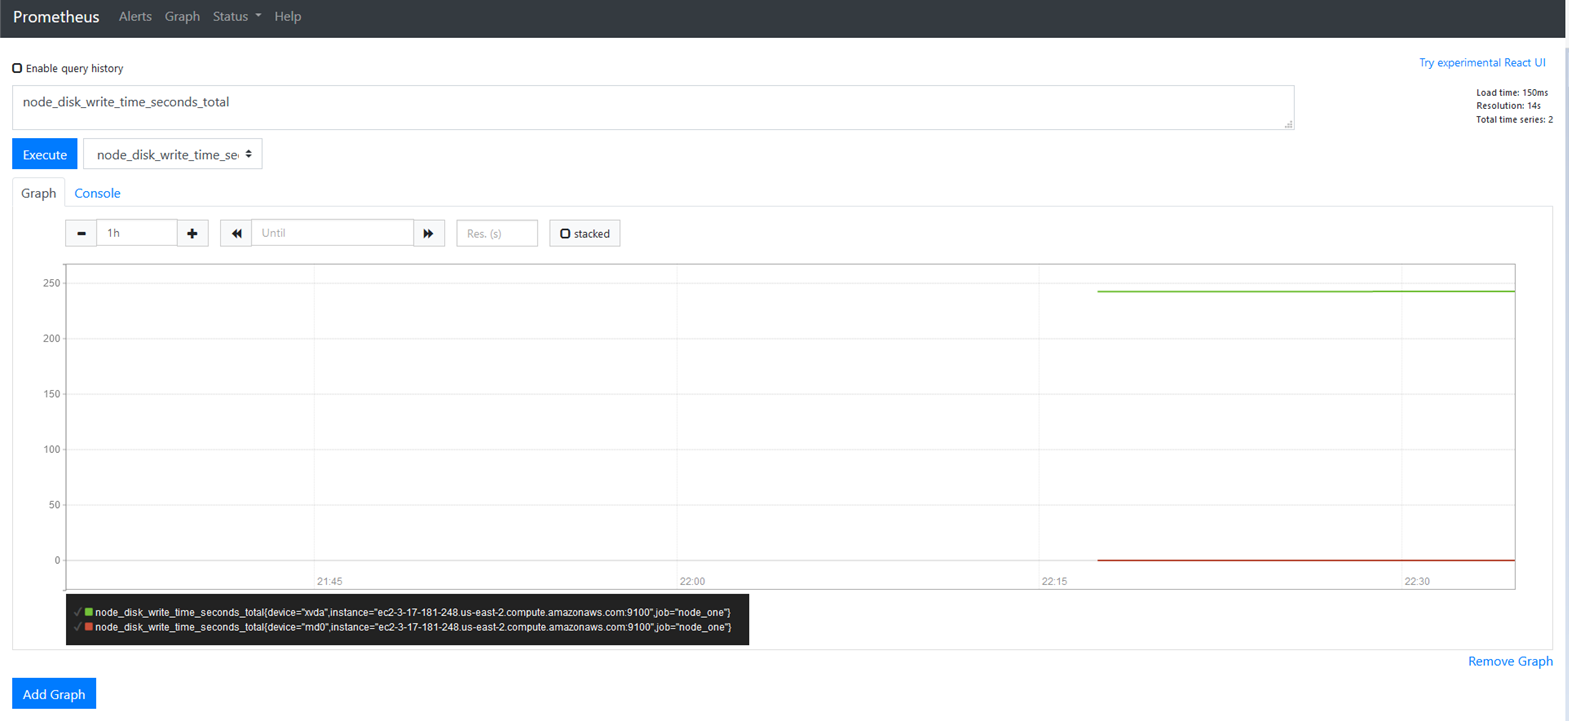 Prometheus Alerts Graph Status Help
Enable query history
Try experimental React UI
node_disk_write_time_seconds_total
Load time: 150ms
Resolution: 14s
Total time series: 2
Execute node_disk_write_time_se
Graph Console
1h Until Res. (s) stacked
250
200
150
100
50
0
21:45 22:00 22:15 22:30
node_disk_write_time_seconds_total{device="xvda",instance="ec2-3-17-181-248.us-east-2.compute.amazonaws.com:9100",job="node_one"}
node_disk_write_time_seconds_total{device="md0",instance="ec2-3-17-181-248.us-east-2.compute.amazonaws.com:9100",job="node_one"}
Remove Graph
Add Graph